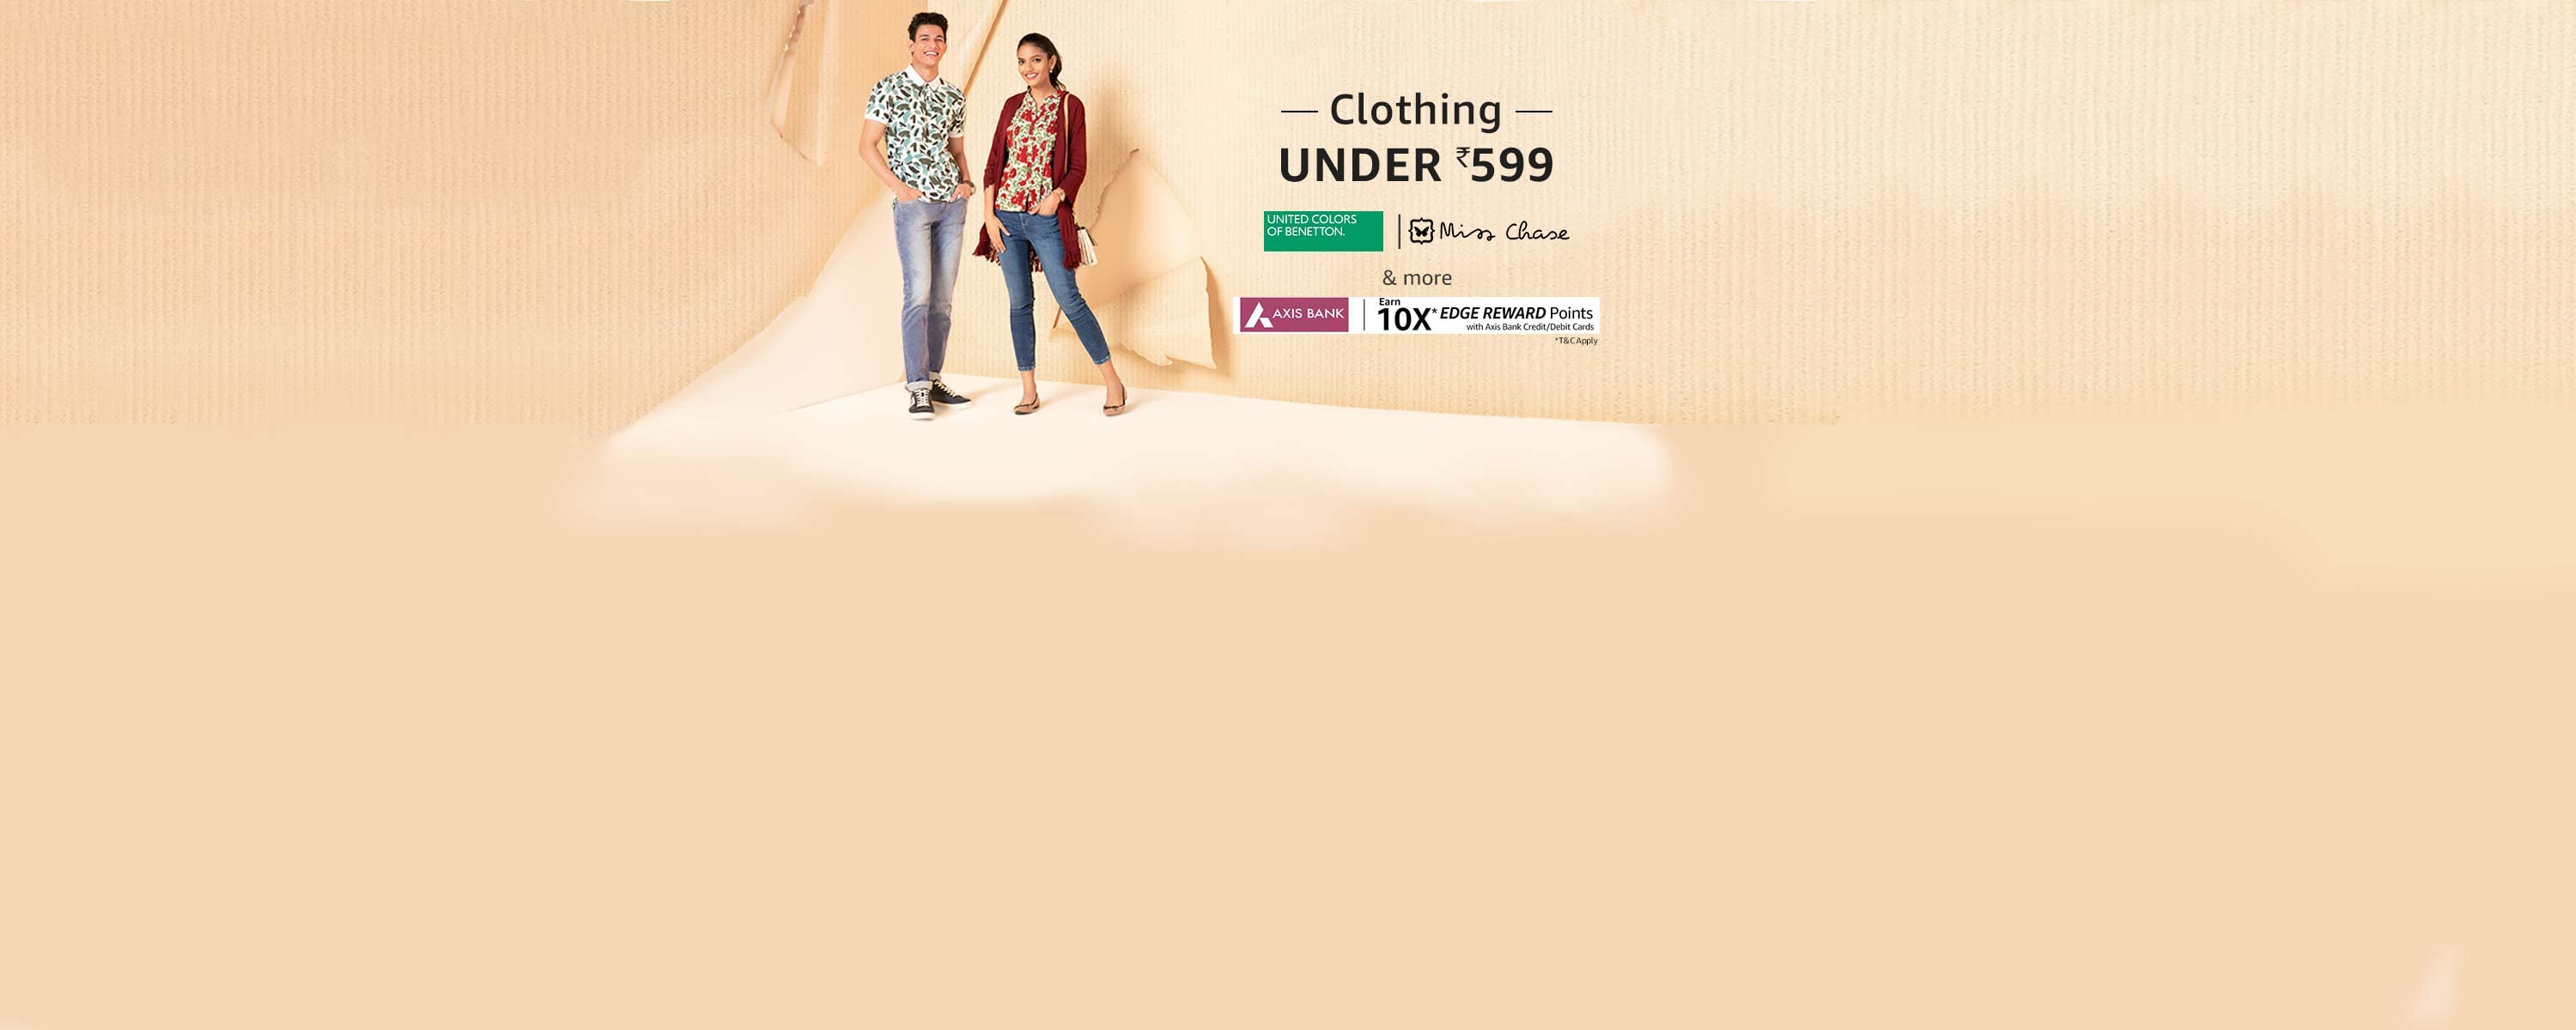 Clothing
UNDER ₹599
UNITED COLORS
OF BENETTON.
Miss Chase
& more
AXIS BANK
Earn
10X* EDGE REWARD Points
with Axis Bank Credit/Debit Cards
*T&C Apply